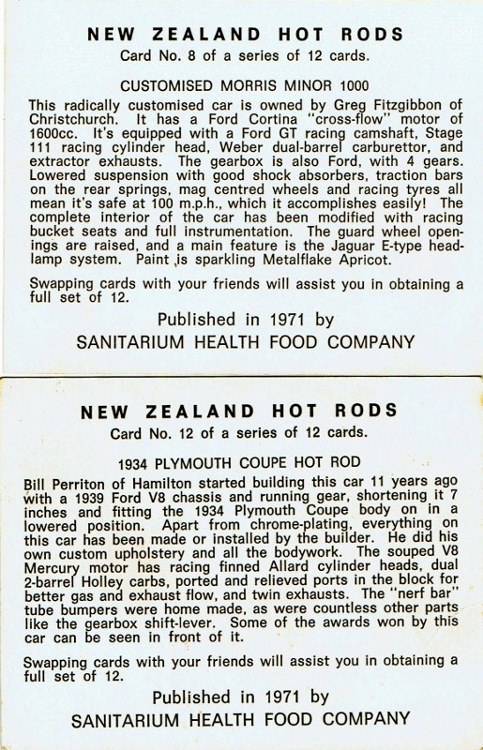 NEW ZEALAND HOT RODS
Card No. 8 of a series of 12 cards.
CUSTOMISED MORRIS MINOR 1000
This radically customised car is owned by Greg Fitzgibbon of
Christchurch. It has a Ford Cortina "cross-flow" motor of
1600cc. It's equipped with a Ford GT racing camshaft, Stage
111 racing cylinder head, Weber dual-barrel carburettor, and
extractor exhausts. The gearbox is also Ford, with 4 gears.
Lowered suspension with good shock absorbers, traction bars
on the rear springs, mag centred wheels and racing tyres all
mean it's safe at 100 m.p.h., which it accomplishes easily! The
complete interior of the car has been modified with racing
bucket seats and full instrumentation. The guard wheel open-
ings are raised, and a main feature is the Jaguar E-type head-
lamp system. Paint is sparkling Metalflake Apricot.
Swapping cards with your friends will assist you in obtaining a
full set of 12.
Published in 1971 by
SANITARIUM HEALTH FOOD COMPANY
NEW ZEALAND HOT RODS
Card No. 12 of a series of 12 cards.
1934 PLYMOUTH COUPE HOT ROD
Bill Perriton of Hamilton started building this car 11 years ago
with a 1939 Ford V8 chassis and running gear, shortening it 7
inches and fitting the 1934 Plymouth Coupe body on in a
lowered position. Apart from chrome-plating, everything on
this car has been made or installed by the builder. He did his
own custom upholstery and all the bodywork. The souped V8
Mercury motor has racing finned Allard cylinder heads, dual
2-barrel Holley carbs, ported and relieved ports in the block for
better gas and exhaust flow, and twin exhausts. The "nerf bar"
tube bumpers were home made, as were countless other parts
like the gearbox shift-lever. Some of the awards won by this
car can be seen in front of it.
Swapping cards with your friends will assist you in obtaining a
full set of 12.
Published in 1971 by
SANITARIUM HEALTH FOOD COMPANY